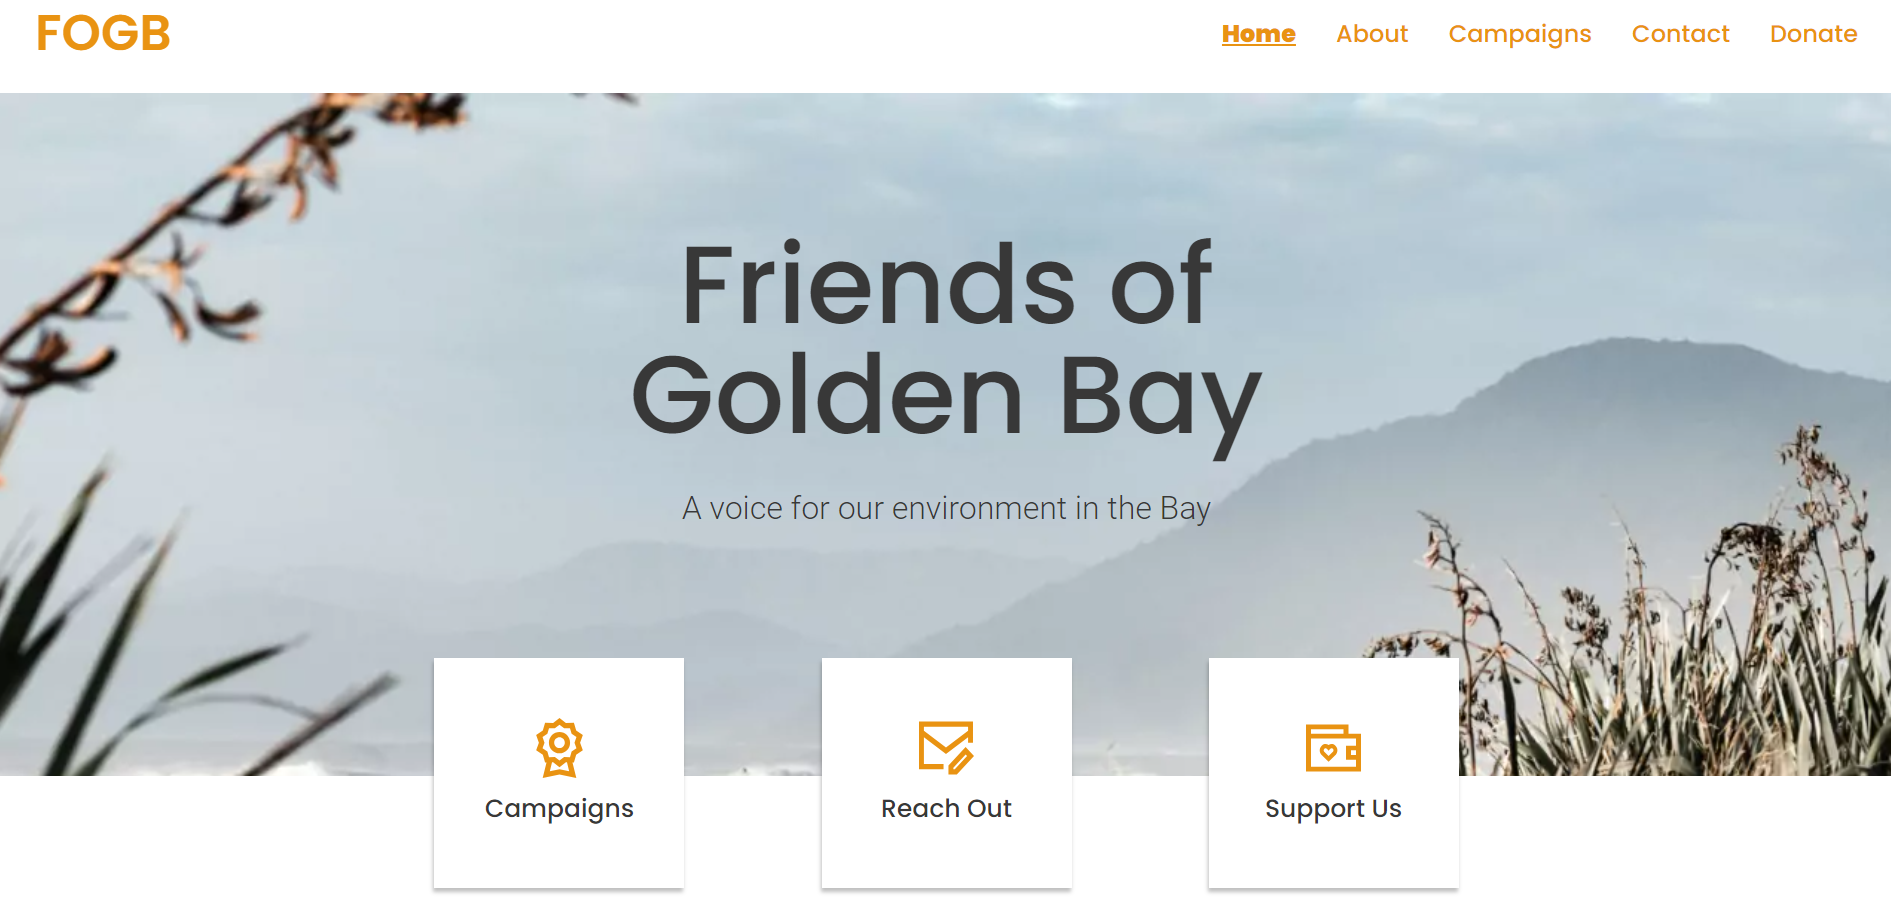 FOGB
Home About Campaigns Contact Donate
Friends of
Golden Bay
A voice for our environment in the Bay
Campaigns
Reach Out
Support Us